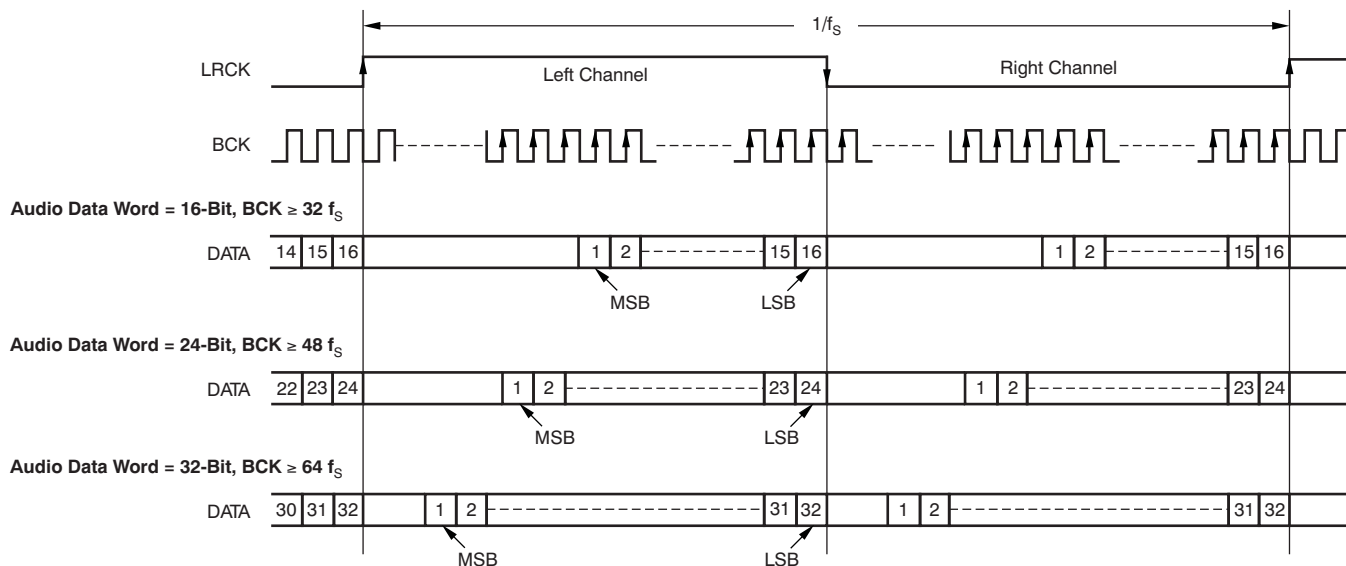 1/fS
LRCK Left Channel Right Channel
BCK
Audio Data Word = 16-Bit, BCK ≥ 32 fS
DATA 14 15 16 1 2 15 16 1 2 15 16
MSB LSB
Audio Data Word = 24-Bit, BCK ≥ 48 fS
DATA 22 23 24 1 2 23 24 1 2 23 24
MSB LSB
Audio Data Word = 32-Bit, BCK ≥ 64 fS
DATA 30 31 32 1 2 31 32 1 2 31 32
MSB LSB